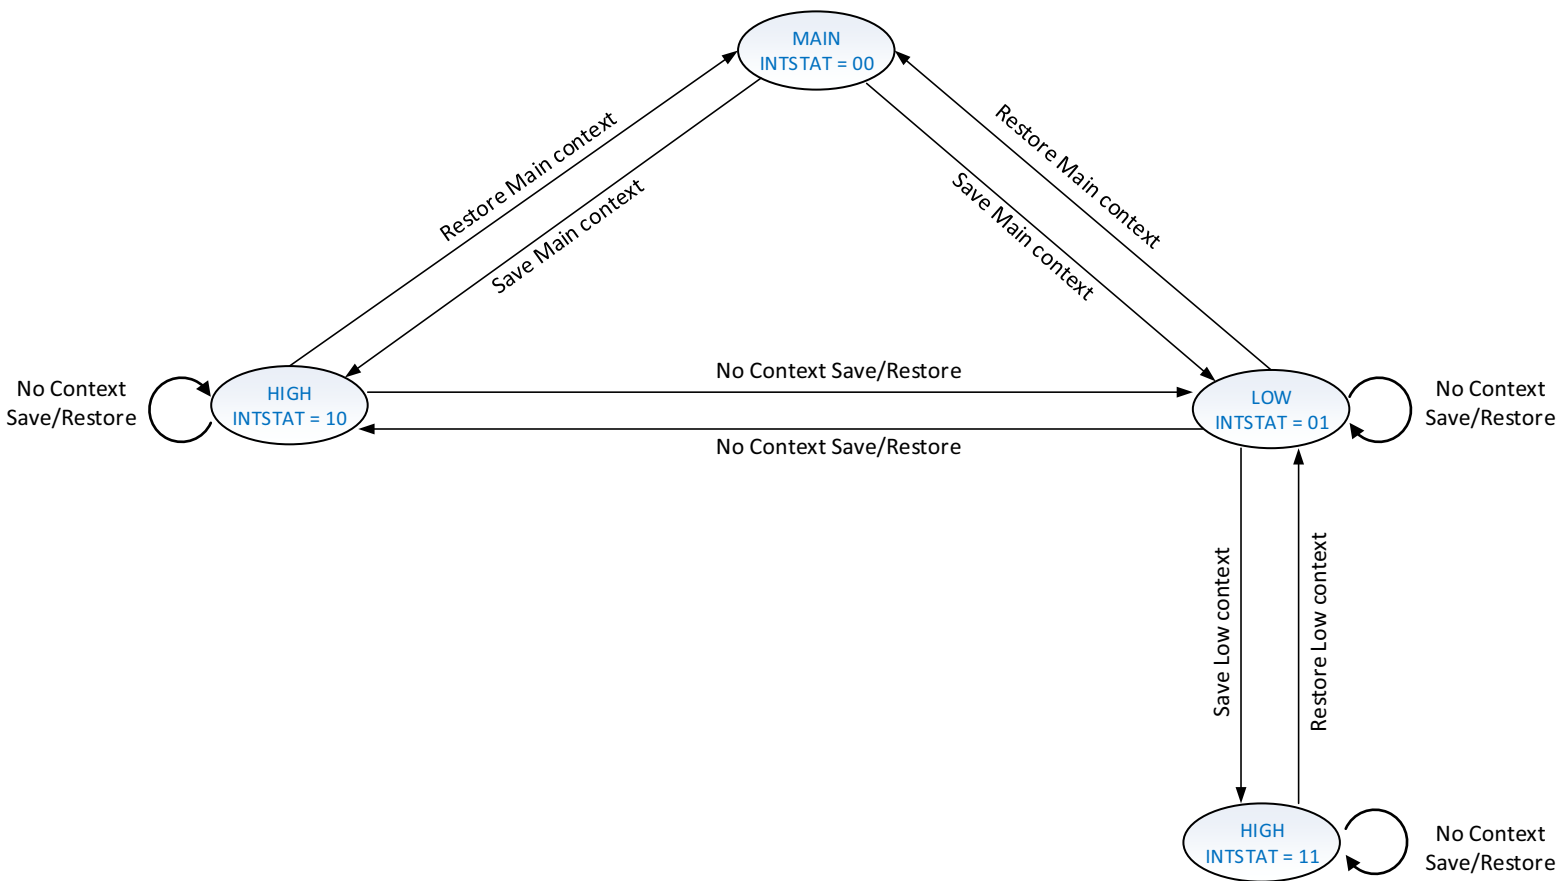 MAIN
INTSTAT = 00
Restore Main context
Save Main context
Save Main context
Restore Main context
No Context
Save/Restore
HIGH
INTSTAT = 10
No Context Save/Restore
No Context Save/Restore
LOW
INTSTAT = 01
No Context
Save/Restore
Save Low context
Restore Low context
HIGH
INTSTAT = 11
No Context
Save/Restore